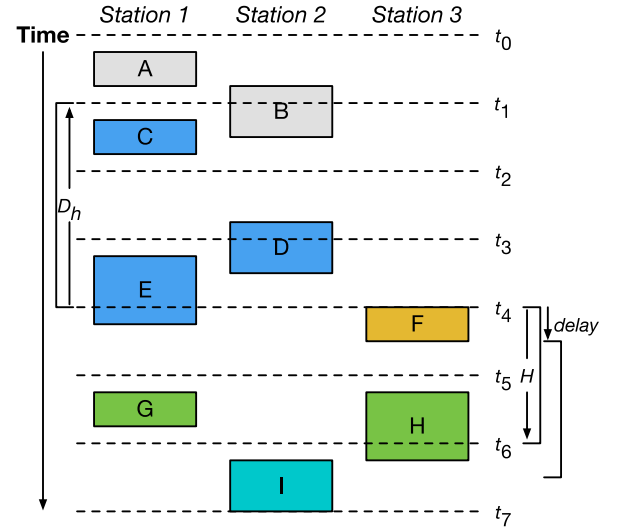 Station 1 Station 2 Station 3
Time
t0
A
B
t1
C
t2
Dh
D
t3
E
t4
F
delay
t5
H
G
H
t6
I
t7